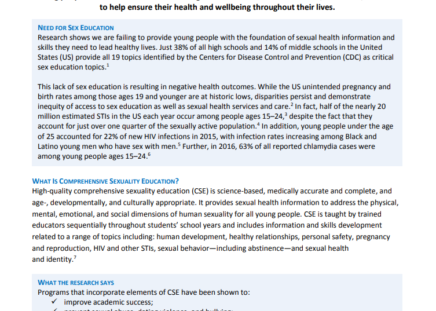 to help ensure their health and wellbeing throughout their lives.
NEED FOR SEX EDUCATION
Research shows we are failing to provide young people with the foundation of sexual health information and
skills they need to lead healthy lives. Just 38% of all high schools and 14% of middle schools in the United
States (US) provide all 19 topics identified by the Centers for Disease Control and Prevention (CDC) as critical
sex education topics.1
This lack of sex education is resulting in negative health outcomes. While the US unintended pregnancy and
birth rates among those ages 19 and younger are at historic lows, disparities persist and demonstrate
inequity of access to sex education as well as sexual health services and care.2 In fact, half of the nearly 20
million estimated STIs in the US each year occur among people ages 15–24,3 despite the fact that they
account for just over one quarter of the sexually active population.4 In addition, young people under the age
of 25 accounted for 22% of new HIV infections in 2015, with infection rates increasing among Black and
Latino young men who have sex with men.5 Further, in 2016, 63% of all reported chlamydia cases were
among young people ages 15–24.6
WHAT IS COMPREHENSIVE SEXUALITY EDUCATION?
High-quality comprehensive sexuality education (CSE) is science-based, medically accurate and complete, and
age-, developmentally, and culturally appropriate. It provides sexual health information to address the physical,
mental, emotional, and social dimensions of human sexuality for all young people. CSE is taught by trained
educators sequentially throughout students' school years and includes information and skills development
related to a range of topics including: human development, healthy relationships, personal safety, pregnancy
and reproduction, HIV and other STIs, sexual behavior—including abstinence—and sexual health
and identity.7
WHAT THE RESEARCH SAYS
Programs that incorporate elements of CSE have been shown to:
✓ improve academic success;